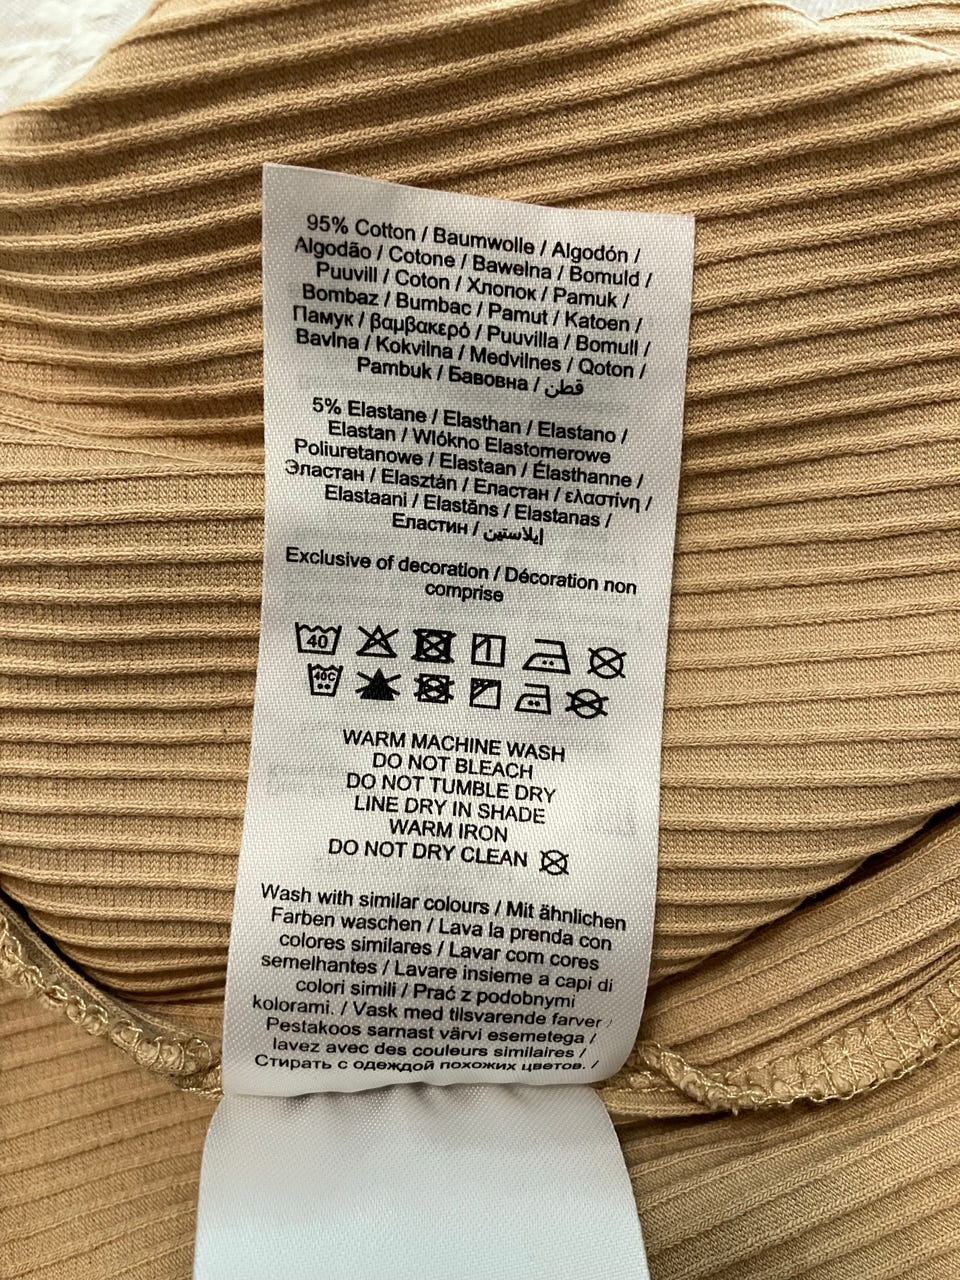 95% Cotton / Baumwolle / Algodón /
Algodão / Cotone / Bawełna / Bomuld /
Puuvill / Coton / Хлопок / Pamuk /
Bombaz / Bumbac / Pamut / Katoen /
Памук / βαμβακερό / Puuvilla / Bomull /
Bavlna / Kokvilna / Medvilnes / Qoton /
Pambuk / Бавовна / قطن
5% Elastane / Elasthan / Elastano /
Elastan / Wlókno Elastomerowe
Poliuretanowe / Elastaan / Élasthanne /
Эластан / Elasztán / Еластан / ελαστίνη /
Elastaani / Elastāns / Elastanas /
Еластин / إيلاستين
Exclusive of decoration / Décoration non
comprise
40
40C
WARM MACHINE WASH
DO NOT BLEACH
DO NOT TUMBLE DRY
LINE DRY IN SHADE
WARM IRON
DO NOT DRY CLEAN
Wash with similar colours / Mit ähnlichen
Farben waschen / Lava la prenda con
colores similares / Lavar com cores
semelhantes / Lavare insieme a capi di
colori simili / Prać z podobnymi
kolorami. / Vask med tilsvarende farver /
Pestakoos sarnast värvi esemetega /
lavez avec des couleurs similaires /
Стирать с одеждой похожих цветов. /